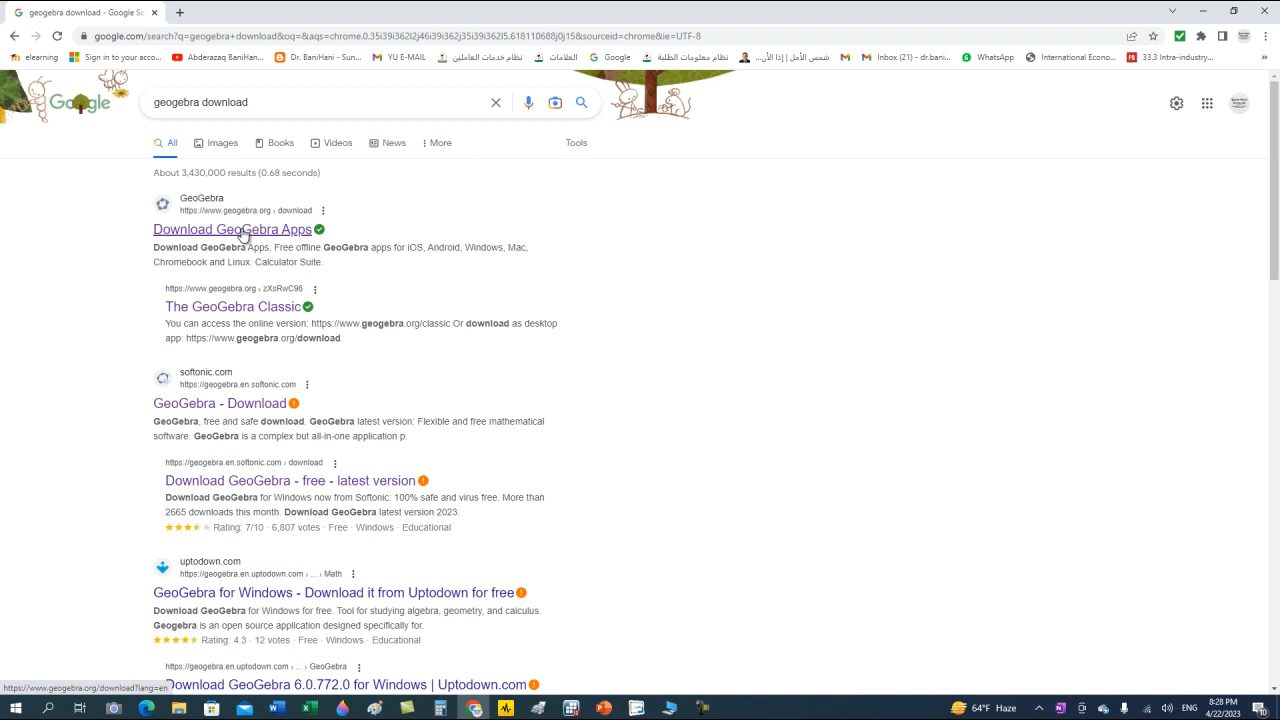 geogebra download - Google Se
google.com/search?q=geogebra+download&oq=&aqs=chrome.0.35i39i362l2j46i39i362j35i39i362l5.618110688j0j15&sourceid=chrome&ie=UTF-8
elearning Sign in to your acco... Abderazaq BaniHan... Dr. BaniHani - Sun... YU E-MAIL نظام خدمات العاملين العلامات Google نظام معلومات الطلبة شمس الأمل | إذا الأن... Inbox (21) - dr.bani... WhatsApp International Econo... 33.3 Intra-industry... »
Google geogebra download
All Images Books Videos News More Tools
About 3,430,000 results (0.68 seconds)
GeoGebra
https://www.geogebra.org › download
Download GeoGebra Apps
Download GeoGebra Apps. Free offline GeoGebra apps for iOS, Android, Windows, Mac,
Chromebook and Linux. Calculator Suite.
https://www.geogebra.org › zXsRwC96
The GeoGebra Classic
You can access the online version: https://www.geogebra.org/classic Or download as desktop
app: https://www.geogebra.org/download.
softonic.com
https://geogebra.en.softonic.com
GeoGebra - Download
GeoGebra, free and safe download. GeoGebra latest version: Flexible and free mathematical
software. GeoGebra is a complex but all-in-one application p.
https://geogebra.en.softonic.com › download
Download GeoGebra - free - latest version
Download GeoGebra for Windows now from Softonic: 100% safe and virus free. More than
2665 downloads this month. Download GeoGebra latest version 2023.
Rating: 7/10 · 6,807 votes · Free · Windows · Educational
uptodown.com
https://geogebra.en.uptodown.com › ... › Math
GeoGebra for Windows - Download it from Uptodown for free
Download GeoGebra for Windows for free. Tool for studying algebra, geometry, and calculus.
Geogebra is an open source application designed specifically for.
Rating: 4.3 · 12 votes · Free · Windows · Educational
https://geogebra.en.uptodown.com › ... › GeoGebra
Download GeoGebra 6.0.772.0 for Windows | Uptodown.com
https://www.geogebra.org/download?lang=en
64°F Haze ENG 8:28 PM
4/22/2023 10